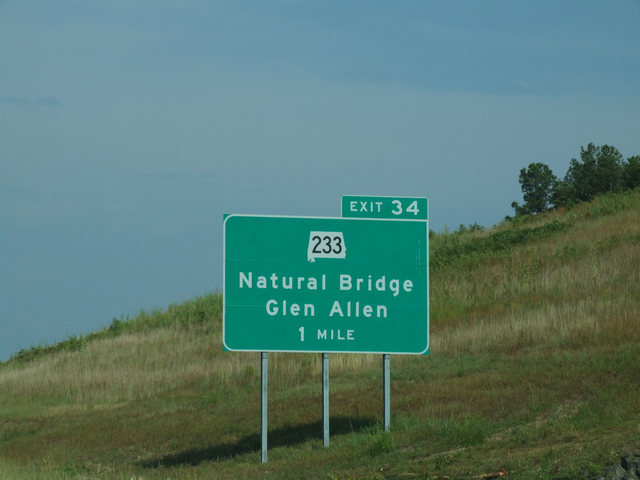 EXIT 34
233
Natural Bridge
Glen Allen
1 MILE